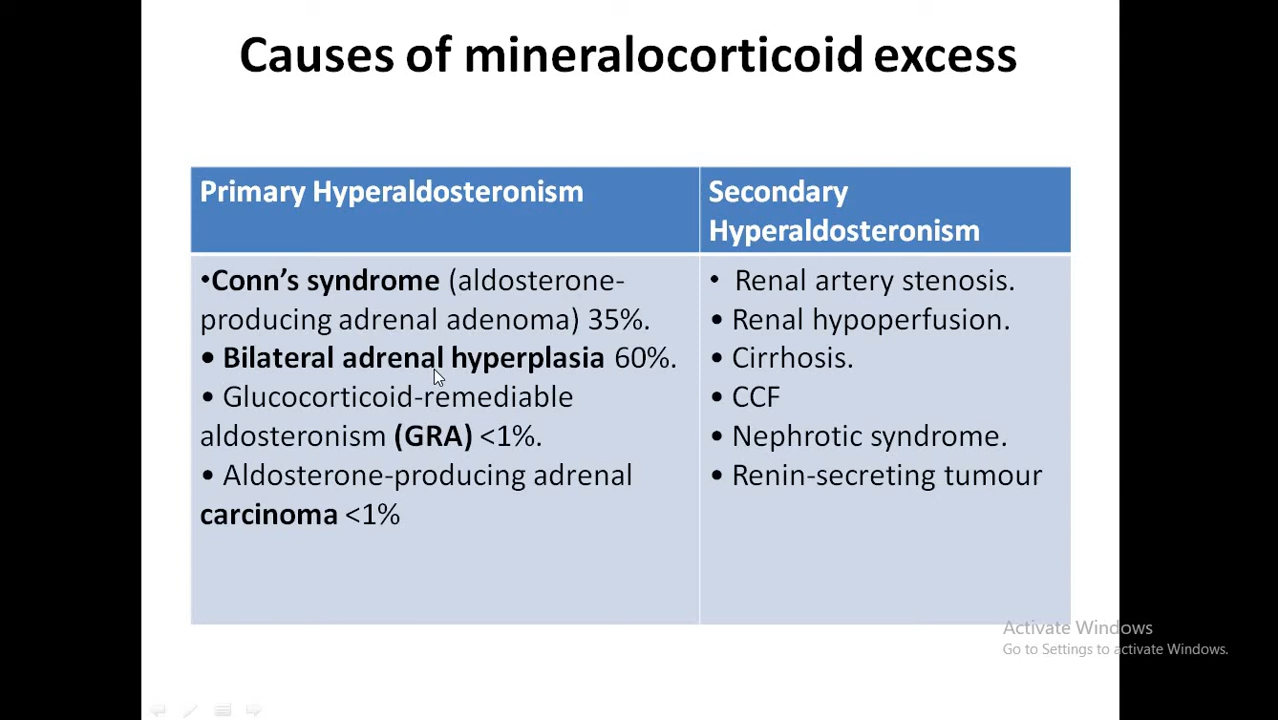 Causes of mineralocorticoid excess
Primary Hyperaldosteronism
Secondary
Hyperaldosteronism
•Conn’s syndrome (aldosterone-
producing adrenal adenoma) 35%.
• Bilateral adrenal hyperplasia 60%.
• Glucocorticoid-remediable
aldosteronism (GRA) <1%.
• Aldosterone-producing adrenal
carcinoma <1%
• Renal artery stenosis.
• Renal hypoperfusion.
• Cirrhosis.
• CCF
• Nephrotic syndrome.
• Renin-secreting tumour
Activate Windows
Go to Settings to activate Windows.